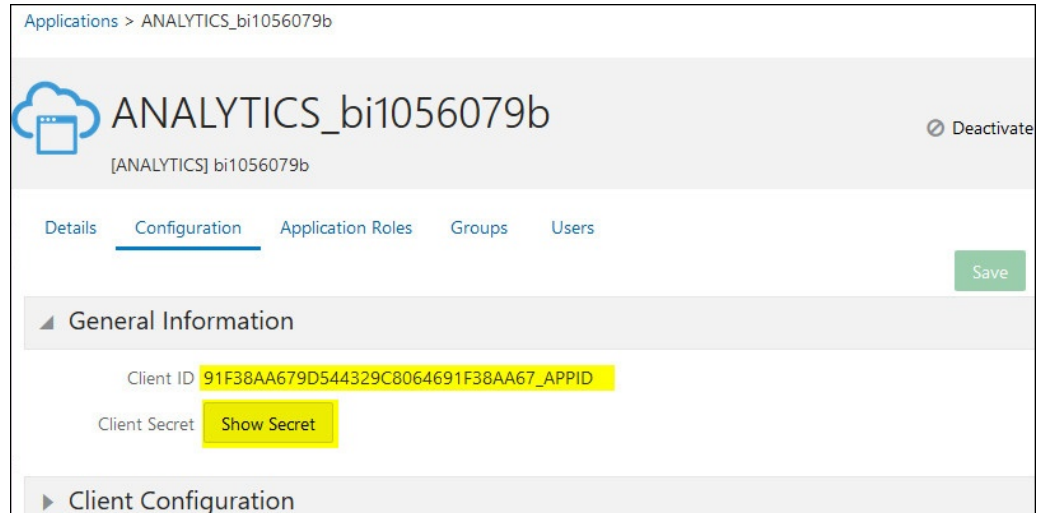 Applications > ANALYTICS_bi1056079b
ANALYTICS_bi1056079b
Deactivate
[ANALYTICS] bi1056079b
Details Configuration Application Roles Groups Users
Save
General Information
Client ID 91F38AA679D544329C8064691F38AA67_APPID
Client Secret Show Secret
Client Configuration